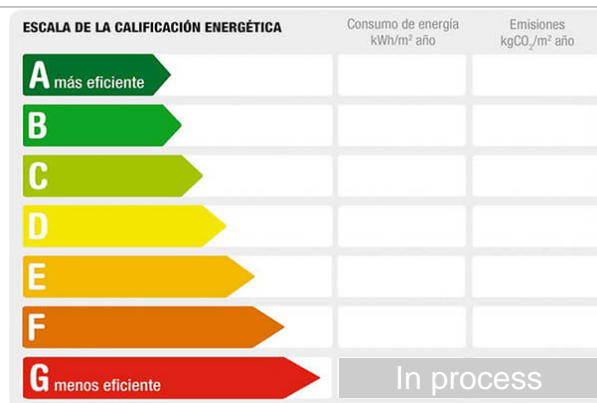 ESCALA DE LA CALIFICACIÓN ENERGÉTICA
Consumo de energía
kWh/m² año
Emisiones
kgCO₂/m² año
A más eficiente
B
C
D
E
F
G menos eficiente
In process